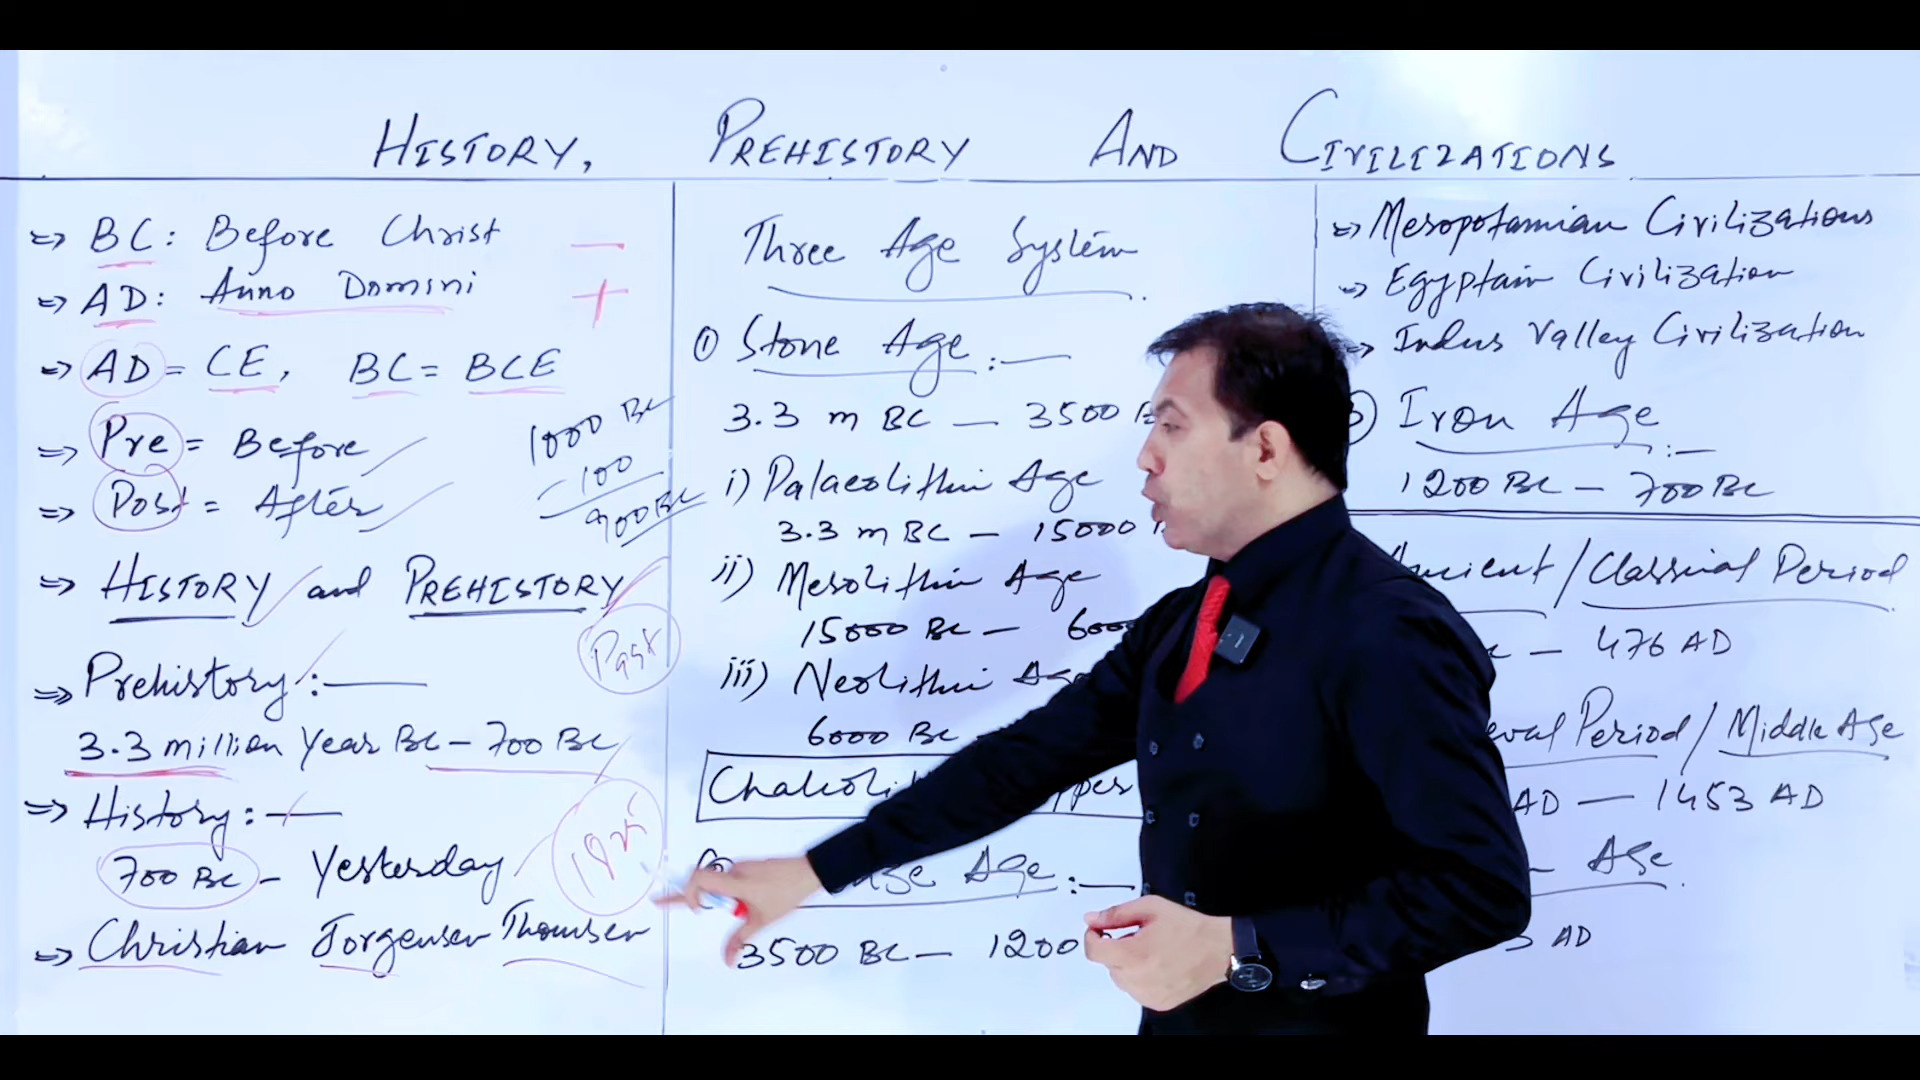 HISTORY, PREHISTORY AND CIVILIZATIONS
=> BC: Before Christ —
=> AD: Anno Domini +
=> AD = CE, BC = BCE
=> Pre = Before
=> Post = After
1000 BC
- 100
900 BC
=> HISTORY and PREHISTORY
Past
=> Prehistory :—
3.3 million Year BC - 700 BC
=> History :—
700 BC - Yesterday
=> Christian Jorgensen Thomsen
Three Age System
① Stone Age :—
3.3 m BC — 3500 B
i) Palaeolithic Age
3.3 m BC — 15000
ii) Mesolithic Age
15000 BC — 6000
iii) Neolithic Age
6000 BC —
Age :—
3500 BC — 1200
=> Mesopotamian Civilizations
=> Egyptain Civilization
=> Indus Valley Civilization
Iron Age :—
1200 BC — 700 BC
Ancient / Classical Period
— 476 AD
Period / Middle Age
AD — 1453 AD
Age
AD